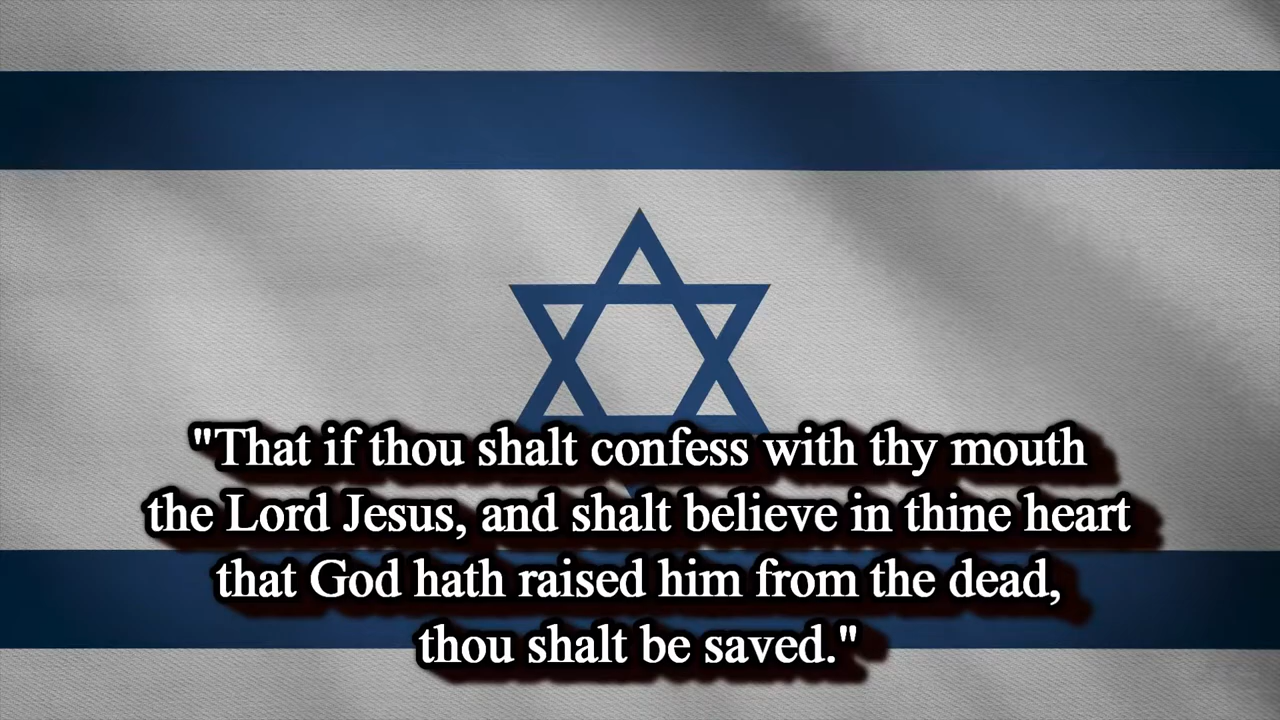 "That if thou shalt confess with thy mouth
the Lord Jesus, and shalt believe in thine heart
that God hath raised him from the dead,
thou shalt be saved."